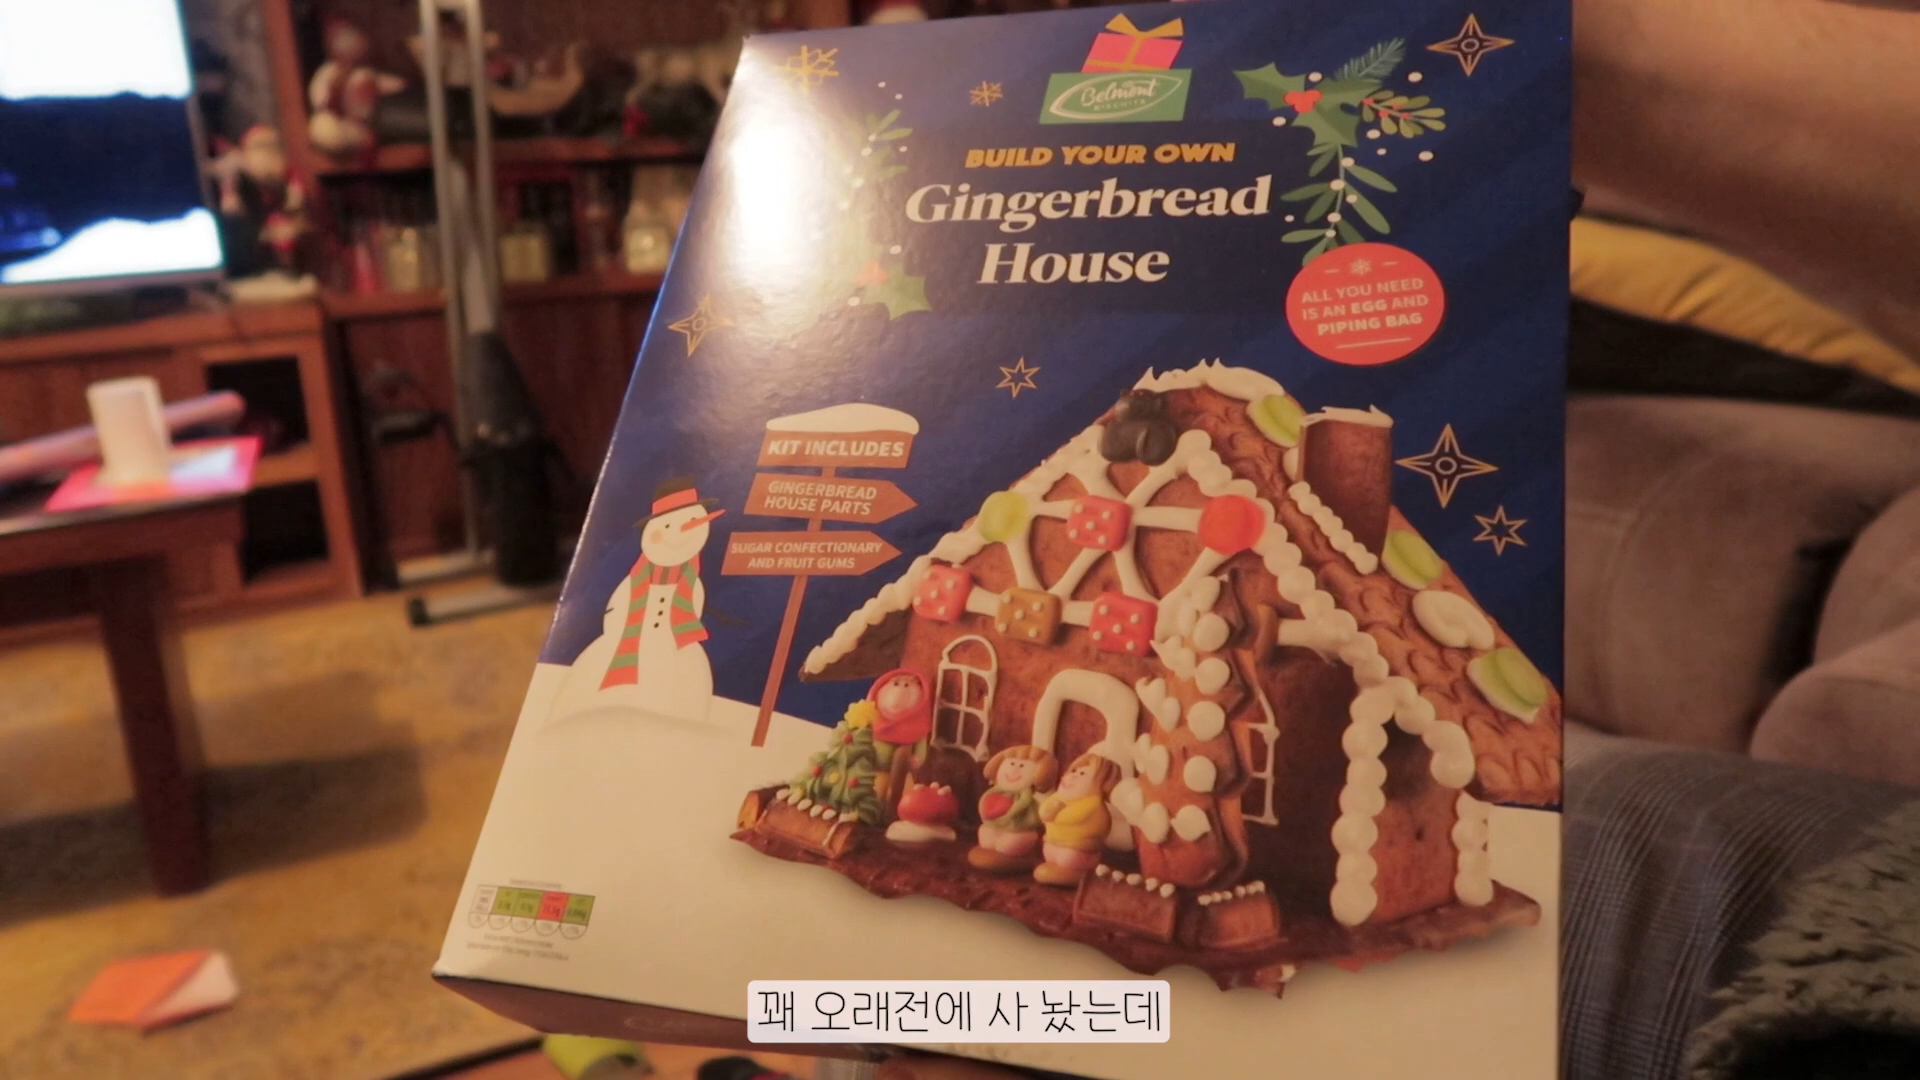 Belmont
BISCUITS
BUILD YOUR OWN
Gingerbread
House
ALL YOU NEED
IS AN EGG AND
PIPING BAG
KIT INCLUDES
GINGERBREAD
HOUSE PARTS
SUGAR CONFECTIONARY
AND FRUIT GUMS
꽤 오래전에 사 놨는데